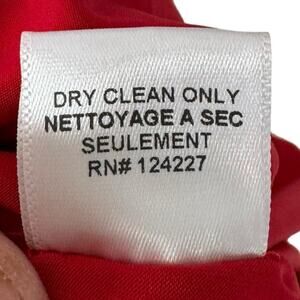 DRY CLEAN ONLY
NETTOYAGE A SEC
SEULEMENT
RN# 124227